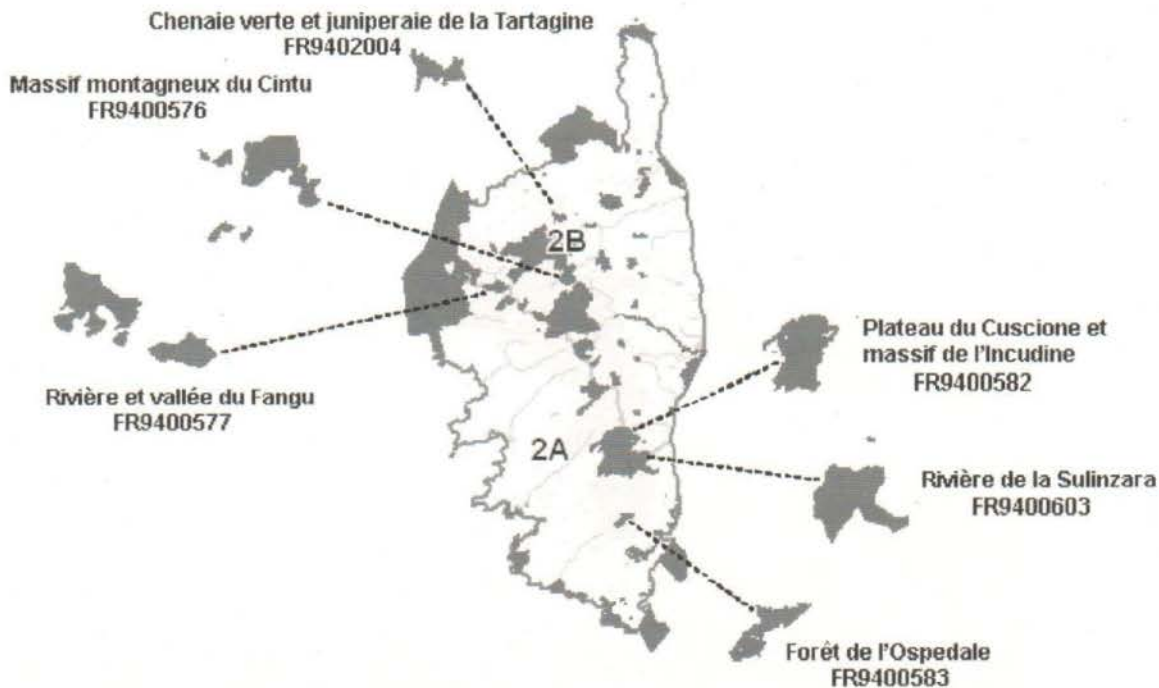 Chenaie verte et juniperaie de la Tartagine
FR9402004
Massif montagneux du Cintu
FR9400576
2B
Plateau du Cuscione et
massif de l'Incudine
FR9400582
Rivière et vallée du Fangu
FR9400577
2A
Rivière de la Sulinzara
FR9400603
Forêt de l'Ospedale
FR9400583